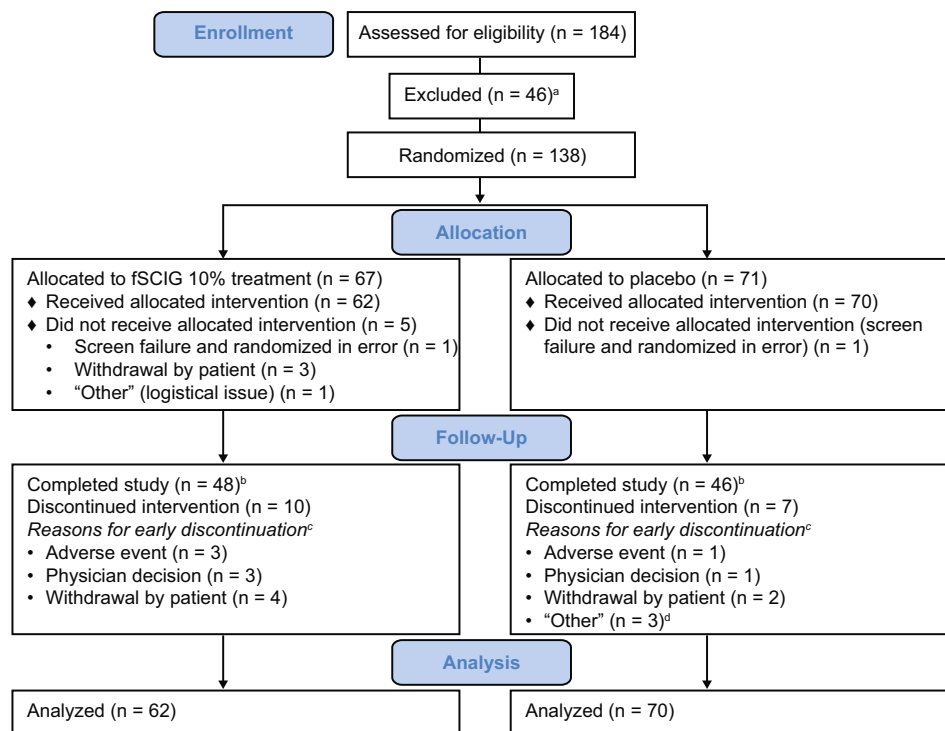 Enrollment
Assessed for eligibility (n = 184)
Excluded (n = 46)ᵃ
Randomized (n = 138)
Allocation
Allocated to fSCIG 10% treatment (n = 67)
♦ Received allocated intervention (n = 62)
♦ Did not receive allocated intervention (n = 5)
• Screen failure and randomized in error (n = 1)
• Withdrawal by patient (n = 3)
• “Other” (logistical issue) (n = 1)
Allocated to placebo (n = 71)
♦ Received allocated intervention (n = 70)
♦ Did not receive allocated intervention (screen
failure and randomized in error) (n = 1)
Follow-Up
Completed study (n = 48)ᵇ
Discontinued intervention (n = 10)
Reasons for early discontinuationᶜ
• Adverse event (n = 3)
• Physician decision (n = 3)
• Withdrawal by patient (n = 4)
Completed study (n = 46)ᵇ
Discontinued intervention (n = 7)
Reasons for early discontinuationᶜ
• Adverse event (n = 1)
• Physician decision (n = 1)
• Withdrawal by patient (n = 2)
• “Other” (n = 3)ᵈ
Analysis
Analyzed (n = 62)
Analyzed (n = 70)